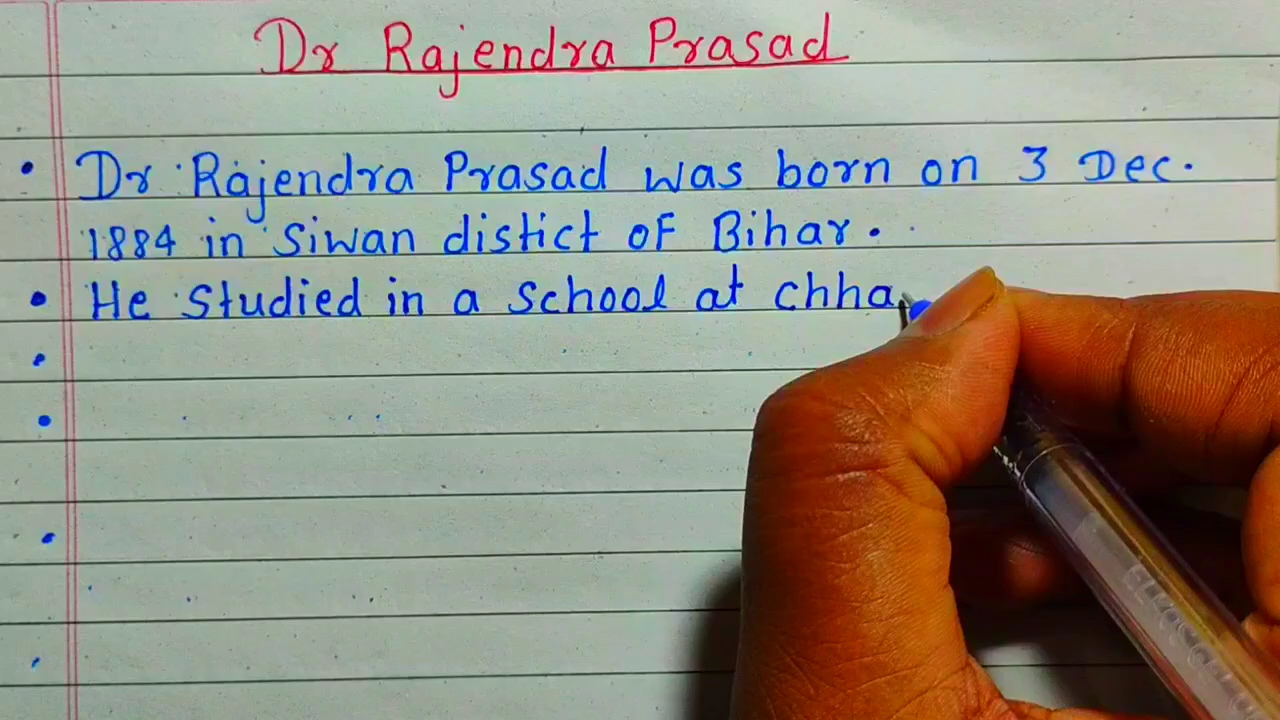 Dr Rajendra Prasad
• Dr Rajendra Prasad was born on 3 Dec.
1884 in Siwan distict of Bihar.
• He studied in a school at chha